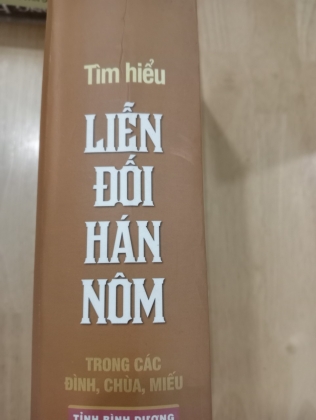 Tìm hiểu
LIỄN
ĐỐI
HÁN
NÔM
TRONG CÁC
ĐÌNH, CHÙA, MIẾU
TỈNH BÌNH DƯƠNG